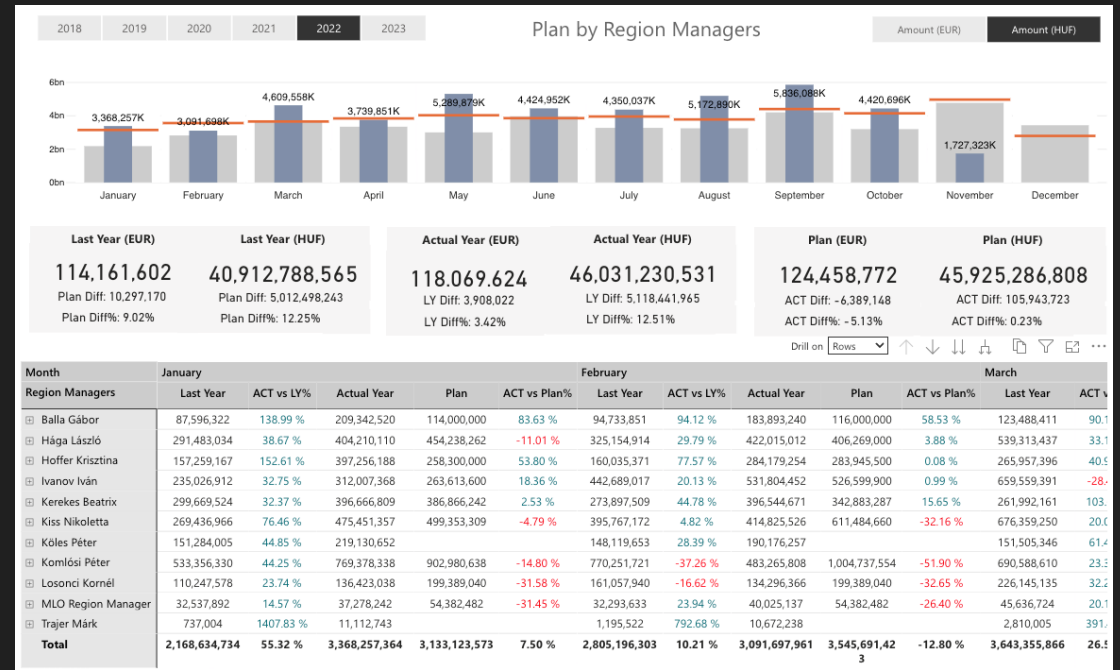 2018 2019 2020 2021 2022 2023 Plan by Region Managers Amount (EUR) Amount (HUF)
6bn
4bn
2bn
0bn
3,368,257K 3,091,698K 4,609,558K 3,739,851K 5,289,879K 4,424,952K 4,350,037K 5,172,890K 5,836,088K 4,420,696K 1,727,323K
January February March April May June July August September October November December
Last Year (EUR) Last Year (HUF) Actual Year (EUR) Actual Year (HUF) Plan (EUR) Plan (HUF)
114,161,602 40,912,788,565 118.069.624 46,031,230,531 124,458,772 45,925,286,808
Plan Diff: 10,297,170 Plan Diff: 5,012,498,243 LY Diff: 3,908,022 LY Diff: 5,118,441,965 ACT Diff: -6,389,148 ACT Diff: 105,943,723
Plan Diff%: 9.02% Plan Diff%: 12.25% LY Diff%: 3.42% LY Diff%: 12.51% ACT Diff%: -5.13% ACT Diff%: 0.23%
Drill on Rows
Month January February March
Region Managers Last Year ACT vs LY% Actual Year Plan ACT vs Plan% Last Year ACT vs LY% Actual Year Plan ACT vs Plan% Last Year ACT v
Balla Gábor 87,596,322 138.99 % 209,342,520 114,000,000 83.63 % 94,733,851 94.12 % 183,893,240 116,000,000 58.53 % 123,488,411 90.1
Hága László 291,483,034 38.67 % 404,210,110 454,238,262 -11.01 % 325,154,914 29.79 % 422,015,012 406,269,000 3.88 % 539,313,437 33.1
Hoffer Krisztina 157,259,167 152.61 % 397,256,188 258,300,000 53.80 % 160,035,371 77.57 % 284,179,254 283,945,500 0.08 % 265,957,396 40.9
Ivanov Iván 235,026,912 32.75 % 312,007,368 263,613,600 18.36 % 442,689,017 20.13 % 531,804,452 526,599,900 0.99 % 659,559,391 -28.4
Kerekes Beatrix 299,669,524 32.37 % 396,666,809 386,866,242 2.53 % 273,897,509 44.78 % 396,544,671 342,883,287 15.65 % 261,992,161 103.
Kiss Nikoletta 269,436,966 76.46 % 475,451,357 499,353,309 -4.79 % 395,767,172 4.82 % 414,825,526 611,484,660 -32.16 % 676,359,250 20.0
Köles Péter 151,284,005 44.85 % 219,130,652 148,119,653 28.39 % 190,176,257 151,505,346 61.4
Komlósi Péter 533,356,330 44.25 % 769,378,338 902,980,638 -14.80 % 770,251,721 -37.26 % 483,265,808 1,004,737,554 -51.90 % 690,588,610 23.3
Losonci Kornél 110,247,578 23.74 % 136,423,038 199,389,040 -31.58 % 161,057,940 -16.62 % 134,296,366 199,389,040 -32.65 % 226,145,135 32.2
MLO Region Manager 32,537,892 14.57 % 37,278,242 54,382,482 -31.45 % 32,293,633 23.94 % 40,025,137 54,382,482 -26.40 % 45,636,724 20.1
Trajer Márk 737,004 1407.83 % 11,112,743 1,195,522 792.68 % 10,672,238 2,810,005 391.
Total 2,168,634,734 55.32 % 3,368,257,364 3,133,123,573 7.50 % 2,805,196,303 10.21 % 3,091,697,961 3,545,691,42 -12.80 % 3,643,355,866 26.5
3